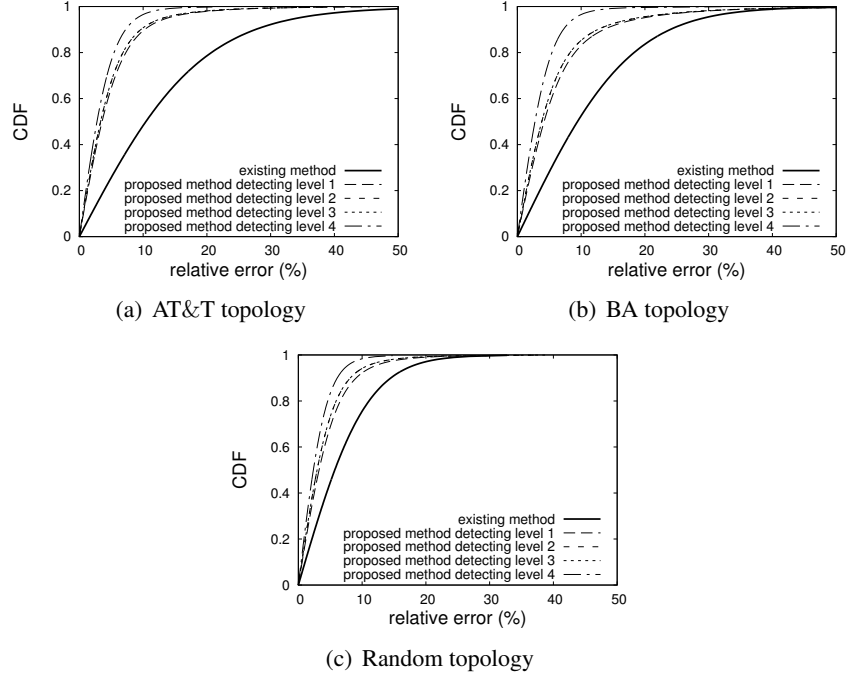 1
0.8
0.6
0.4
0.2
0
CDF
existing method
proposed method detecting level 1
proposed method detecting level 2
proposed method detecting level 3
proposed method detecting level 4
0 10 20 30 40 50
relative error (%)
(a) AT&T topology
1
0.8
0.6
0.4
0.2
0
CDF
existing method
proposed method detecting level 1
proposed method detecting level 2
proposed method detecting level 3
proposed method detecting level 4
0 10 20 30 40 50
relative error (%)
(b) BA topology
1
0.8
0.6
0.4
0.2
0
CDF
existing method
proposed method detecting level 1
proposed method detecting level 2
proposed method detecting level 3
proposed method detecting level 4
0 10 20 30 40 50
relative error (%)
(c) Random topology